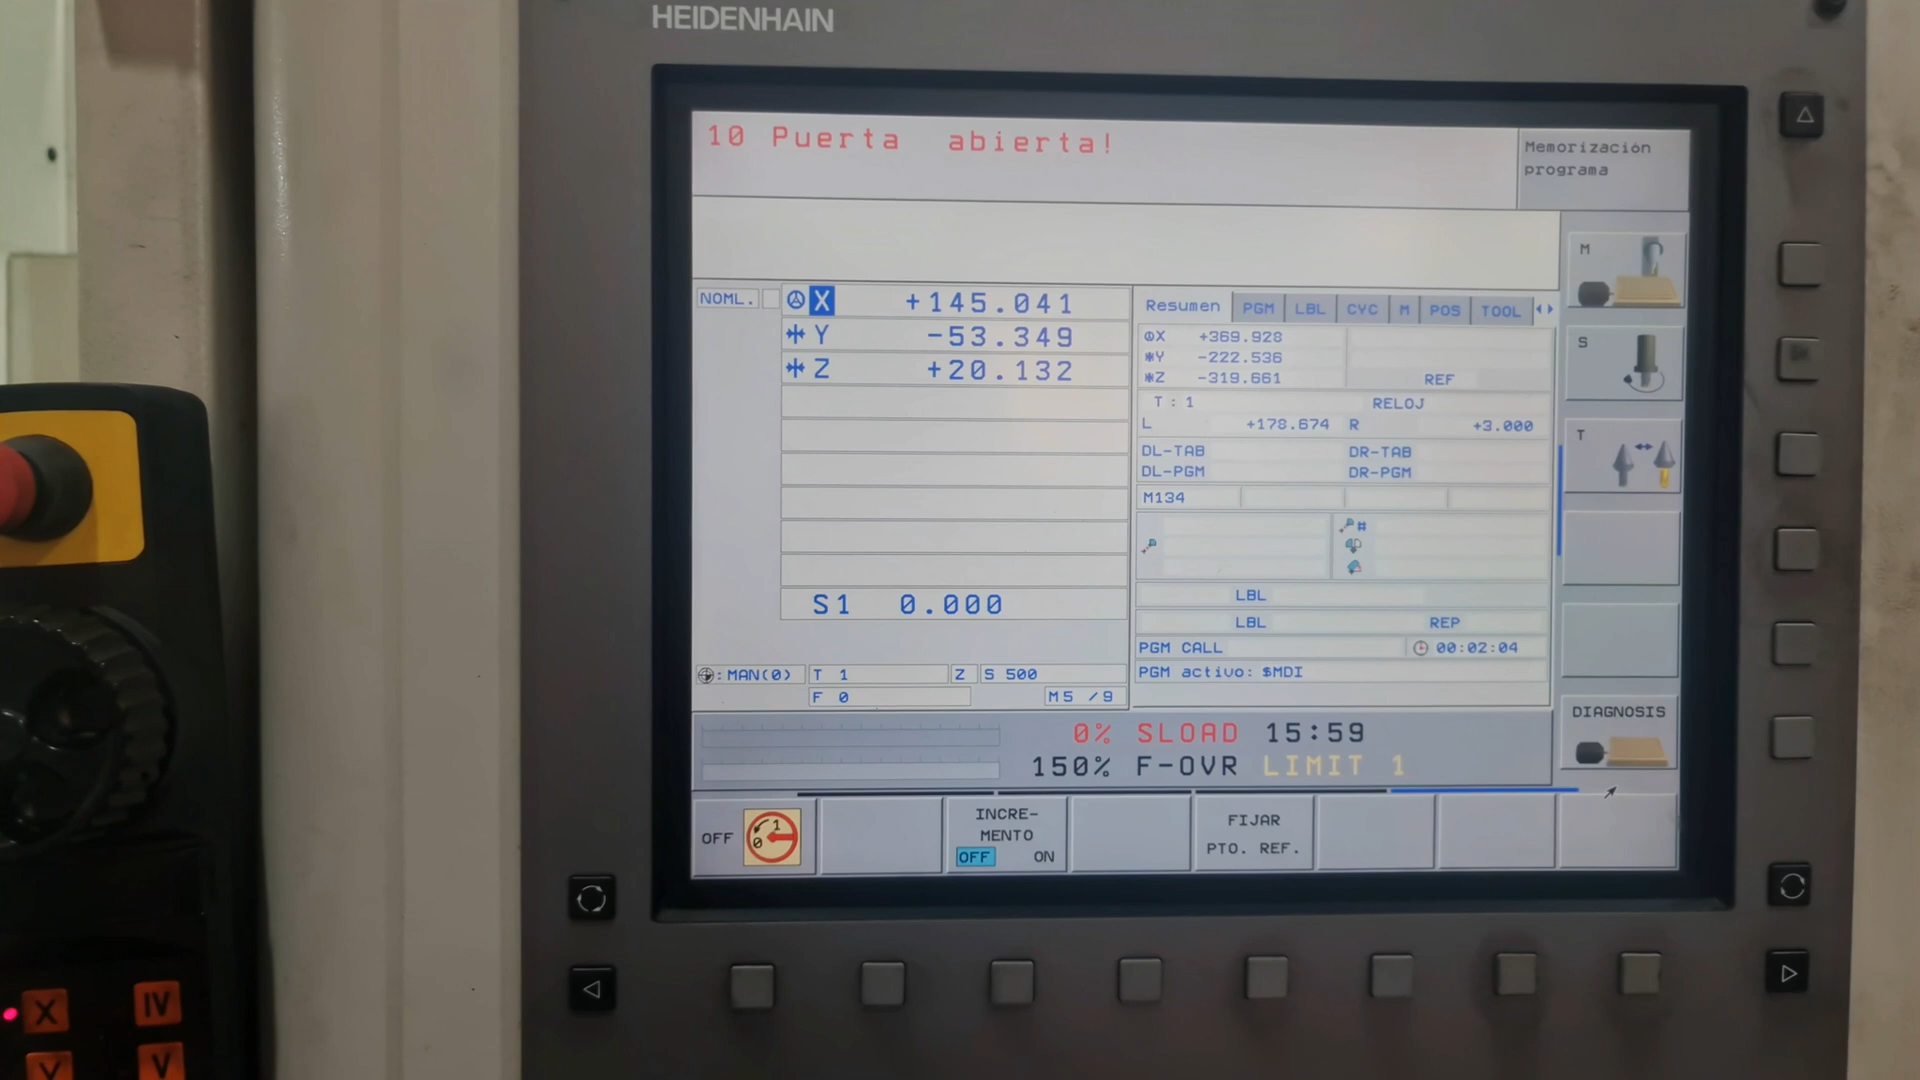 HEIDENHAIN
10 Puerta abierta!
Memorización
programa
NOML.
X +145.041
Y -53.349
Z +20.132
S1 0.000
:MAN(0) T 1 Z S 500
F 0 M5 /9
Resumen PGM LBL CYC M POS TOOL
X +369.928
*Y -222.536
*Z -319.661 REF
T : 1 RELOJ
L +178.674 R +3.000
DL-TAB DR-TAB
DL-PGM DR-PGM
M134
#
LBL
LBL REP
PGM CALL 00:02:04
PGM activo: $MDI
M
S
T
DIAGNOSIS
0% SLOAD 15:59
150% F-OVR LIMIT 1
OFF 0 1
INCRE-
MENTO
OFF ON
FIJAR
PTO. REF.
X IV
Y V